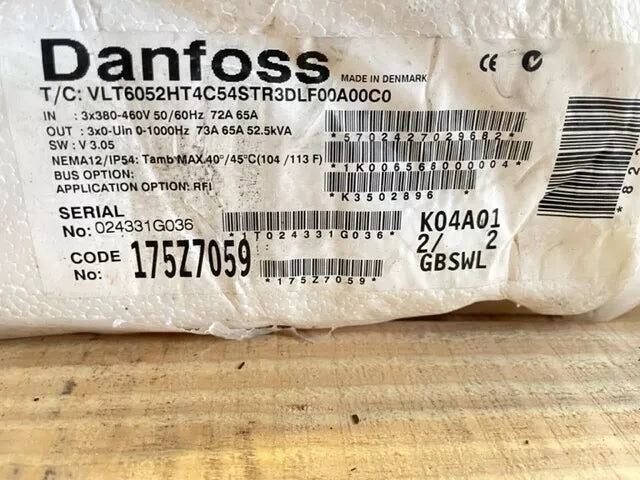 Danfoss
MADE IN DENMARK
CE
T/C: VLT6052HT4C54STR3DLF00A00C0
IN : 3x380-460V 50/60Hz 72A 65A
OUT : 3x0-Uin 0-1000Hz 73A 65A 52.5kVA
SW : V 3.05
NEMA12/IP54: Tamb MAX.40°/45°C(104 /113 F)
BUS OPTION:
APPLICATION OPTION: RFI
*5702427029682*
*1K006566000004*
*K3502896 *
SERIAL
No: 024331G036
*1T024331G036*
K04A01
2/ 2
GBSWL
CODE
No: 175Z7059
*175Z7059*